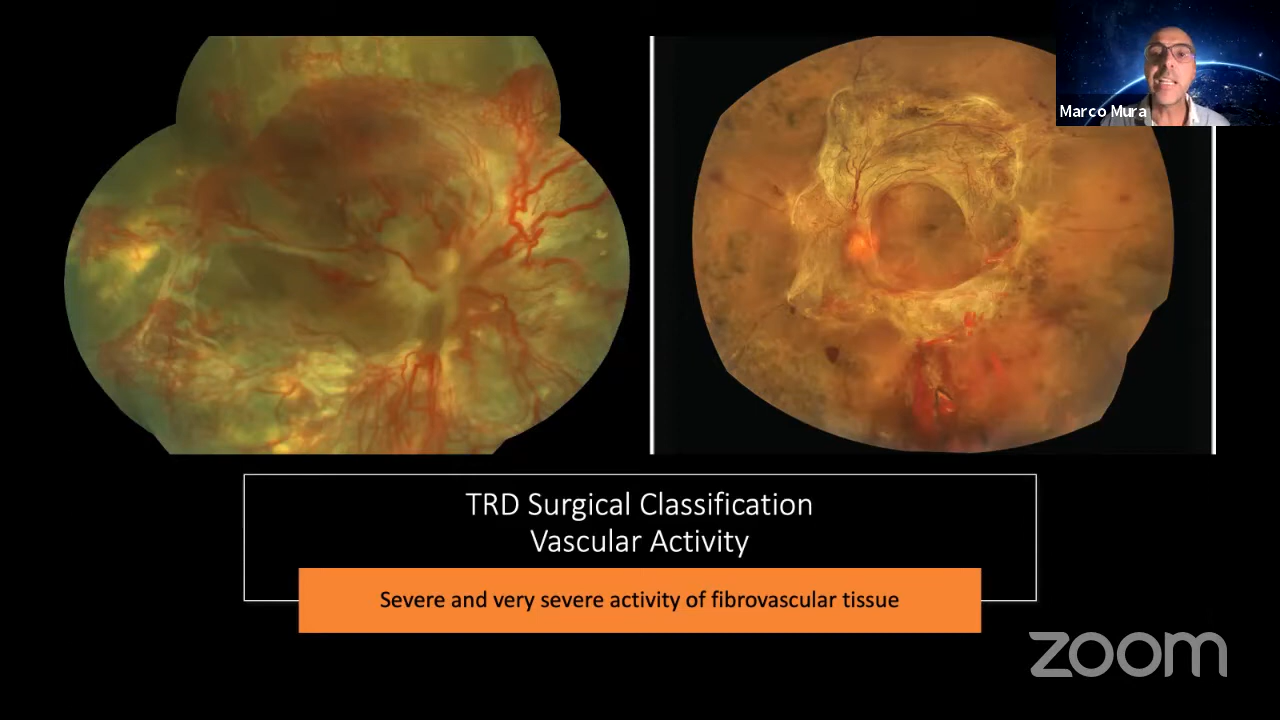 Marco Mura
TRD Surgical Classification
Vascular Activity
Severe and very severe activity of fibrovascular tissue
zoom